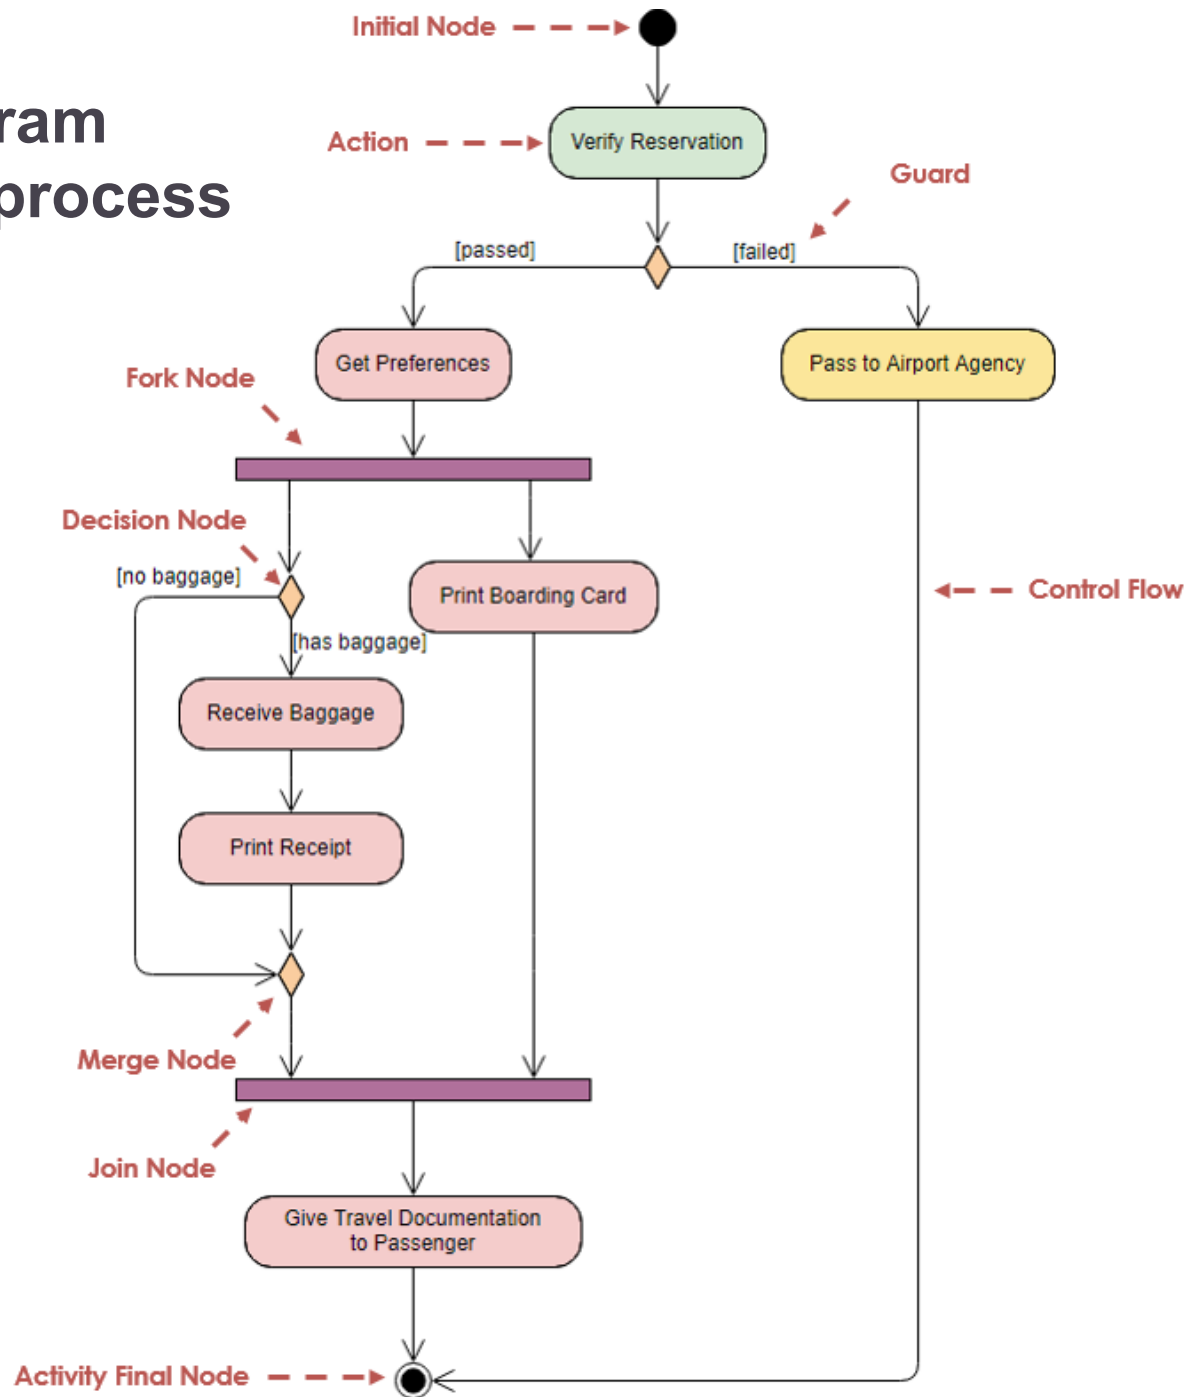 Initial Node
ram
process
Action
Verify Reservation
Guard
[passed]
[failed]
Get Preferences
Pass to Airport Agency
Fork Node
Decision Node
[no baggage]
Print Boarding Card
Control Flow
[has baggage]
Receive Baggage
Print Receipt
Merge Node
Join Node
Give Travel Documentation
to Passenger
Activity Final Node